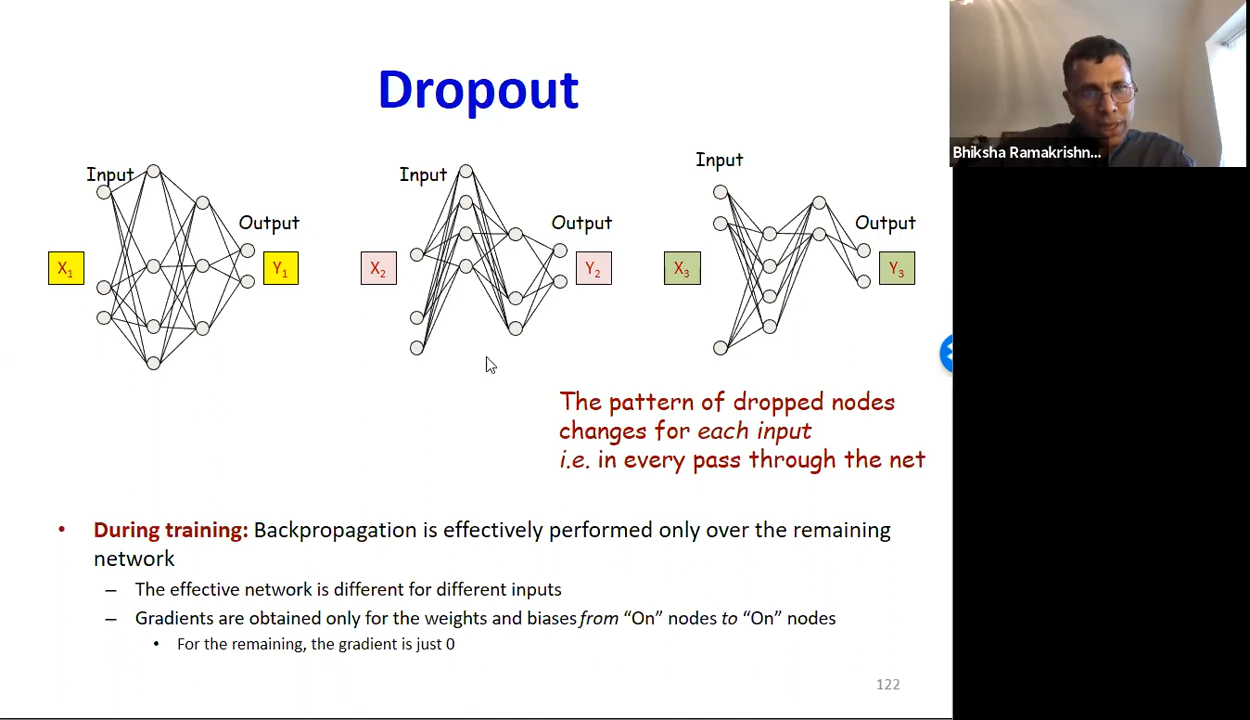 Dropout
Input
Output
X1
Y1
Input
Output
X2
Y2
Input
Output
X3
Y3
The pattern of dropped nodes
changes for each input
i.e. in every pass through the net
• During training: Backpropagation is effectively performed only over the remaining
network
– The effective network is different for different inputs
– Gradients are obtained only for the weights and biases from “On” nodes to “On” nodes
• For the remaining, the gradient is just 0
122
Bhiksha Ramakrishn...